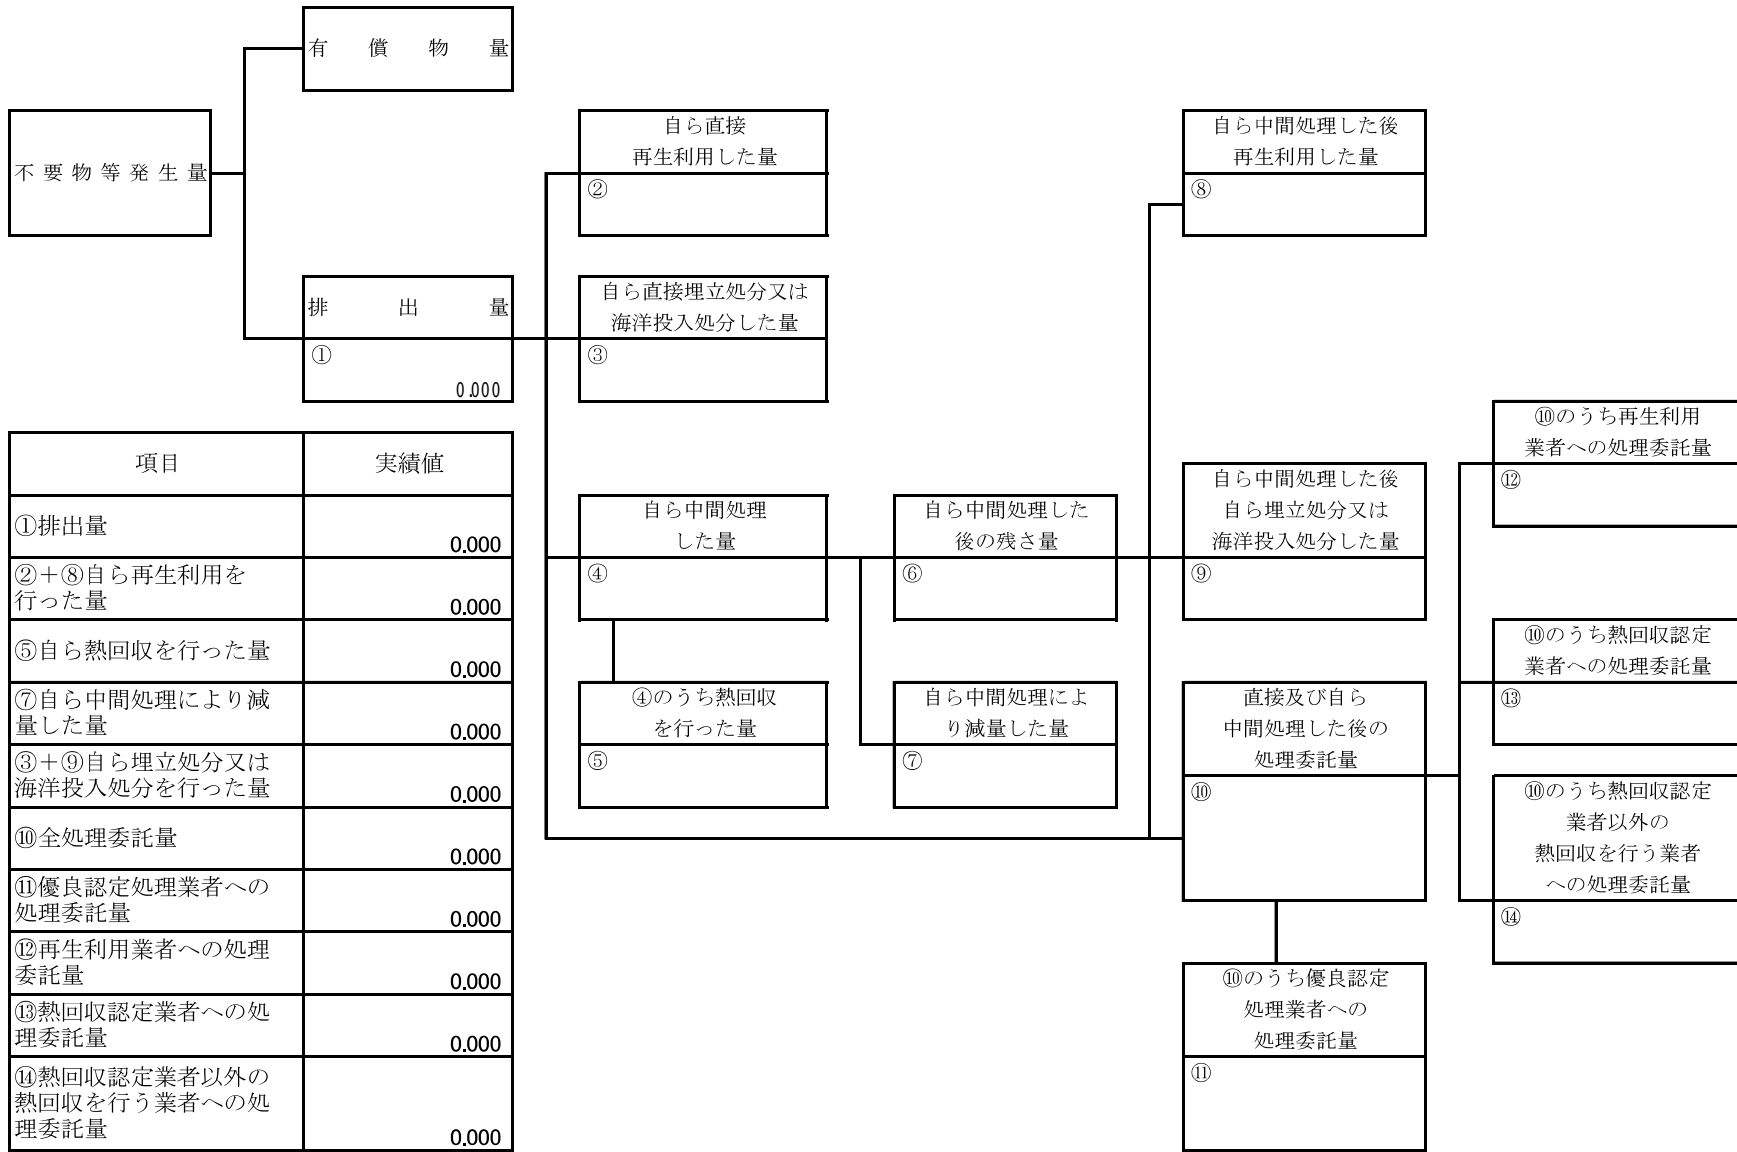 有償物量
不要物等発生量
排出量
①
0.000
自ら直接
再生利用した量
②
自ら直接埋立処分又は
海洋投入処分した量
③
自ら中間処理した後
再生利用した量
⑧
項目 実績値
①排出量
0.000
②+⑧自ら再生利用を
行った量
0.000
⑤自ら熱回収を行った量
0.000
⑦自ら中間処理により減
量した量
0.000
③+⑨自ら埋立処分又は
海洋投入処分を行った量
0.000
⑩全処理委託量
0.000
⑪優良認定処理業者への
処理委託量
0.000
⑫再生利用業者への処理
委託量
0.000
⑬熱回収認定業者への処
理委託量
0.000
⑭熱回収認定業者以外の
熱回収を行う業者への処
理委託量
0.000
自ら中間処理
した量
④
④のうち熱回収
を行った量
⑤
自ら中間処理した
後の残さ量
⑥
自ら中間処理によ
り減量した量
⑦
自ら中間処理した後
自ら埋立処分又は
海洋投入処分した量
⑨
直接及び自ら
中間処理した後の
処理委託量
⑩
⑩のうち優良認定
処理業者への
処理委託量
⑪
⑩のうち再生利用
業者への処理委託量
⑫
⑩のうち熱回収認定
業者への処理委託量
⑬
⑩のうち熱回収認定
業者以外の
熱回収を行う業者
への処理委託量
⑭